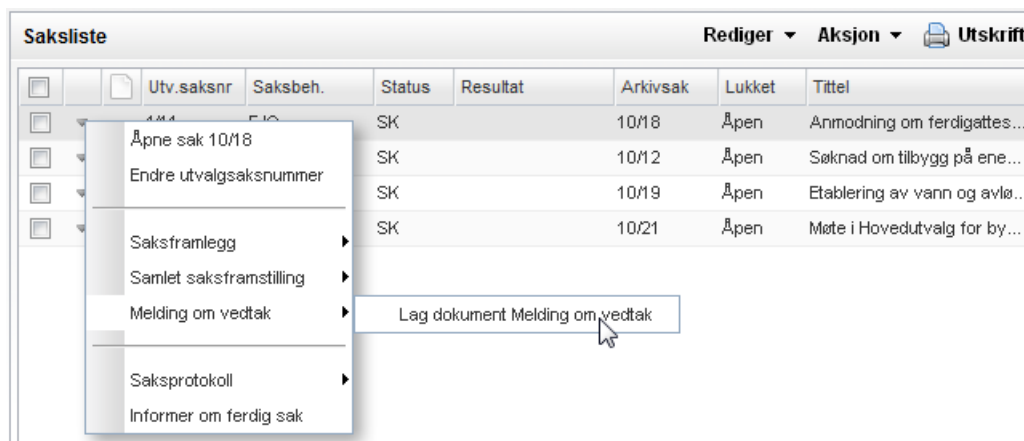 Saksliste Rediger Aksjon Utskrift
Utv.saksnr Saksbeh. Status Resultat Arkivsak Lukket Tittel
SK 10/18 Åpen Anmodning om ferdigattes...
Åpne sak 10/18
SK 10/12 Åpen Søknad om tilbygg på ene...
Endre utvalgsaksnummer
SK 10/19 Åpen Etablering av vann og avlø...
SK 10/21 Åpen Møte i Hovedutvalg for by...
Saksframlegg
Samlet saksframstilling
Melding om vedtak Lag dokument Melding om vedtak
Saksprotokoll
Informer om ferdig sak